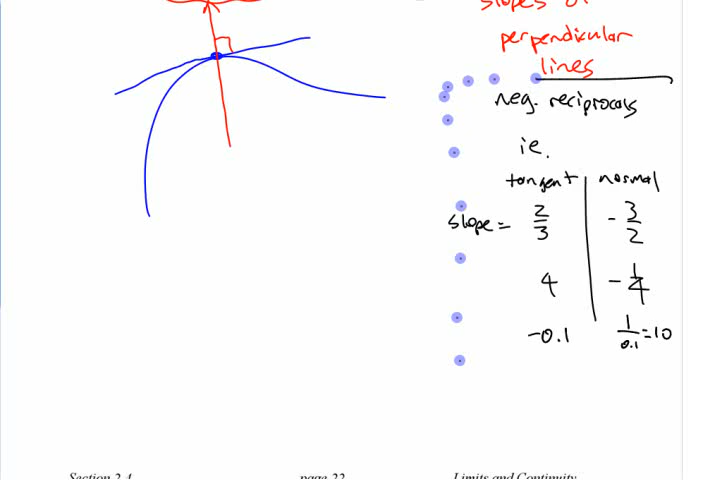 slopes of
perpendicular
lines
neg. reciprocals
ie.
tangent normal
slope = 2/3 -3/2
4 -1/4
-0.1 1/0.1 = 10
Section 2.4 page 22 Limits and Continuity